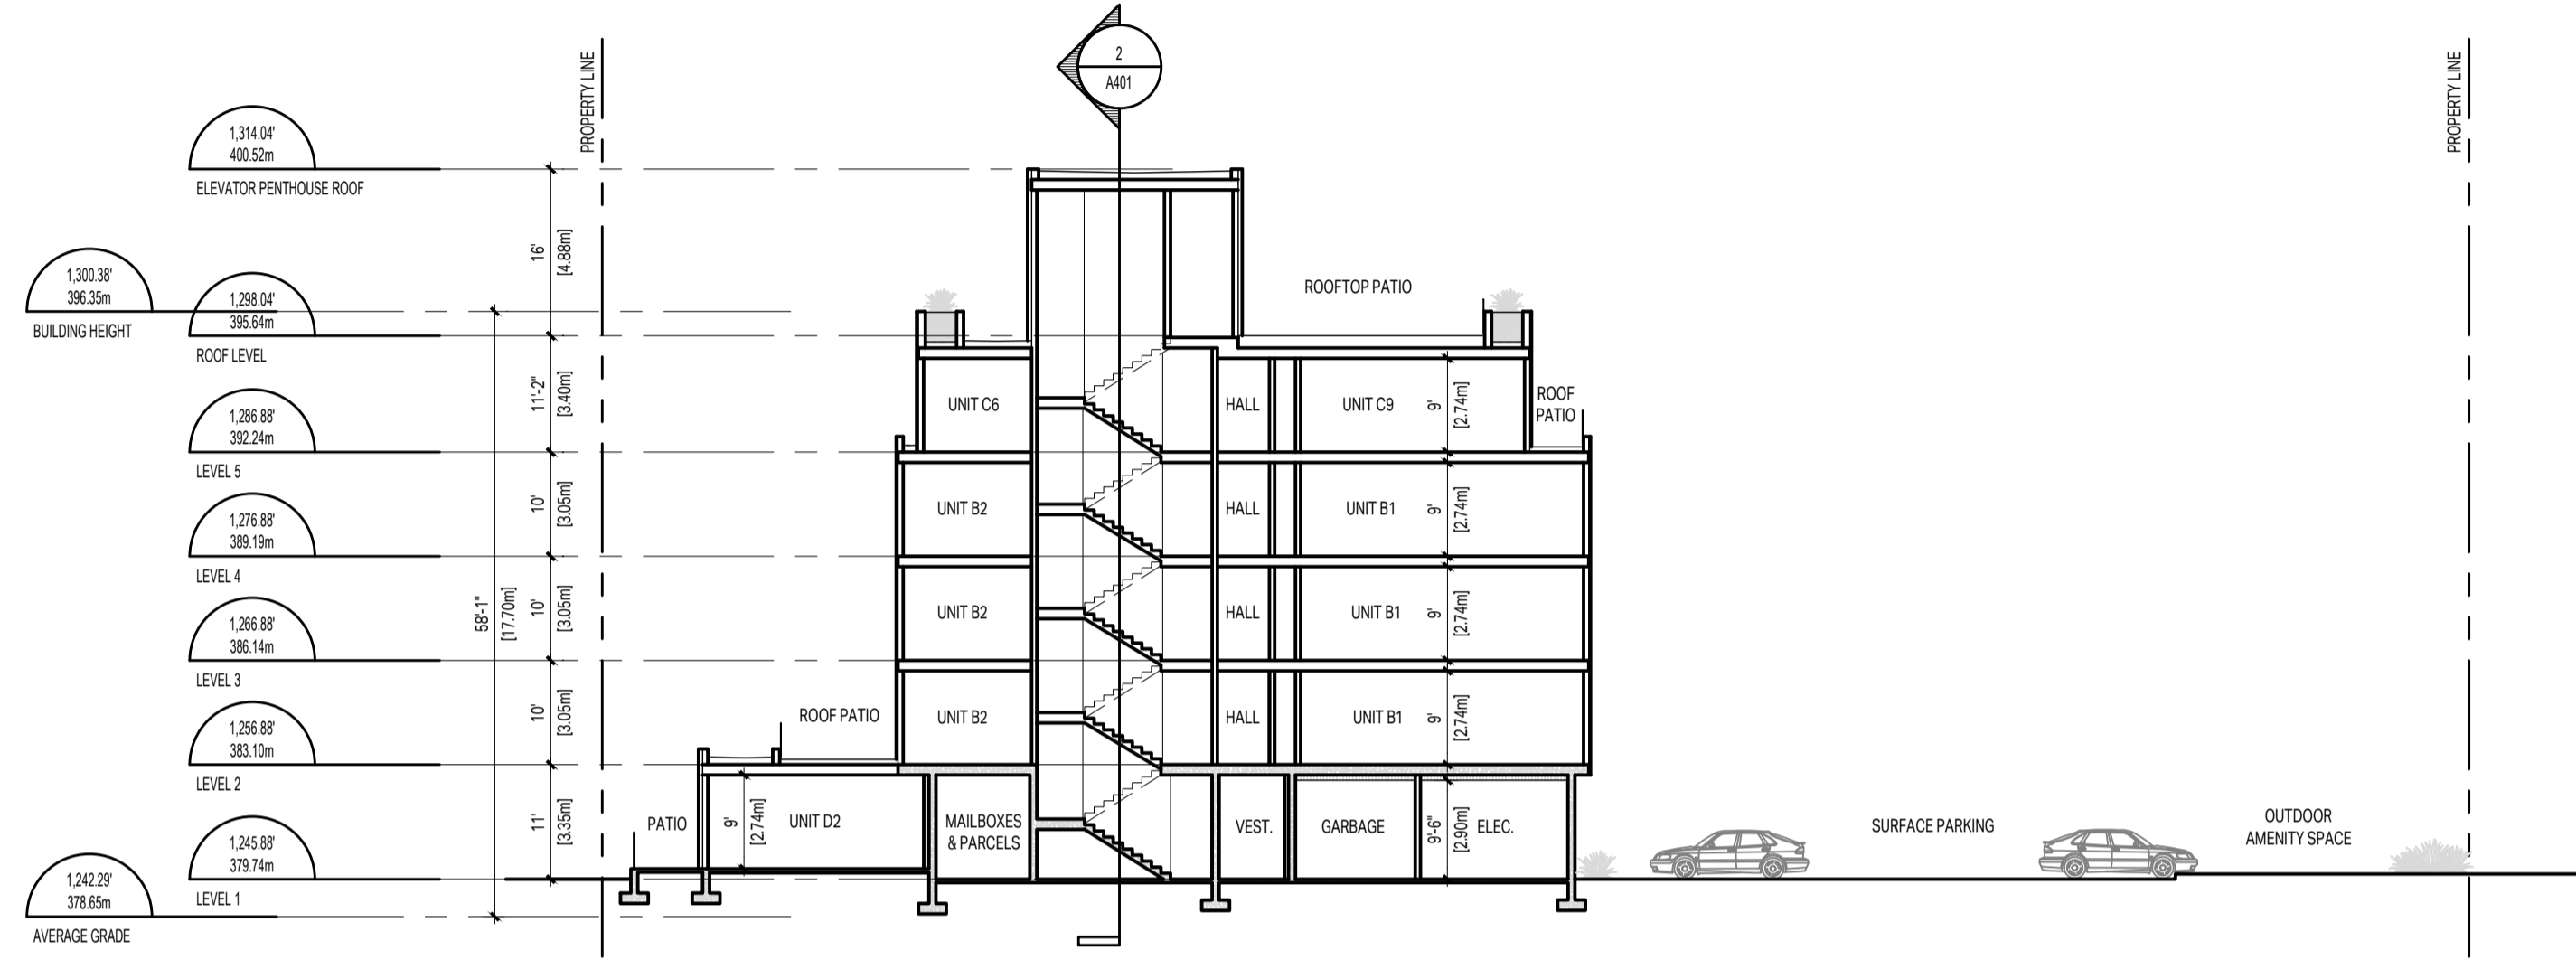 2
A401
PROPERTY LINE
PROPERTY LINE
1,314.04'
400.52m
ELEVATOR PENTHOUSE ROOF
16'
[4.88m]
1,300.38'
396.35m
BUILDING HEIGHT
1,298.04'
395.64m
ROOF LEVEL
ROOFTOP PATIO
11'-2"
[3.40m]
UNIT C6
HALL
UNIT C9
9'
[2.74m]
ROOF
PATIO
1,286.88'
392.24m
LEVEL 5
10'
[3.05m]
UNIT B2
HALL
UNIT B1
9'
[2.74m]
1,276.88'
389.19m
LEVEL 4
58'-1"
[17.70m]
10'
[3.05m]
UNIT B2
HALL
UNIT B1
9'
[2.74m]
1,266.88'
386.14m
LEVEL 3
10'
[3.05m]
ROOF PATIO
UNIT B2
HALL
UNIT B1
9'
[2.74m]
1,256.88'
383.10m
LEVEL 2
11'
[3.35m]
PATIO
9'
[2.74m]
UNIT D2
MAILBOXES
& PARCELS
VEST.
GARBAGE
9'-6"
[2.90m]
ELEC.
SURFACE PARKING
OUTDOOR
AMENITY SPACE
1,245.88'
379.74m
LEVEL 1
1,242.29'
378.65m
AVERAGE GRADE